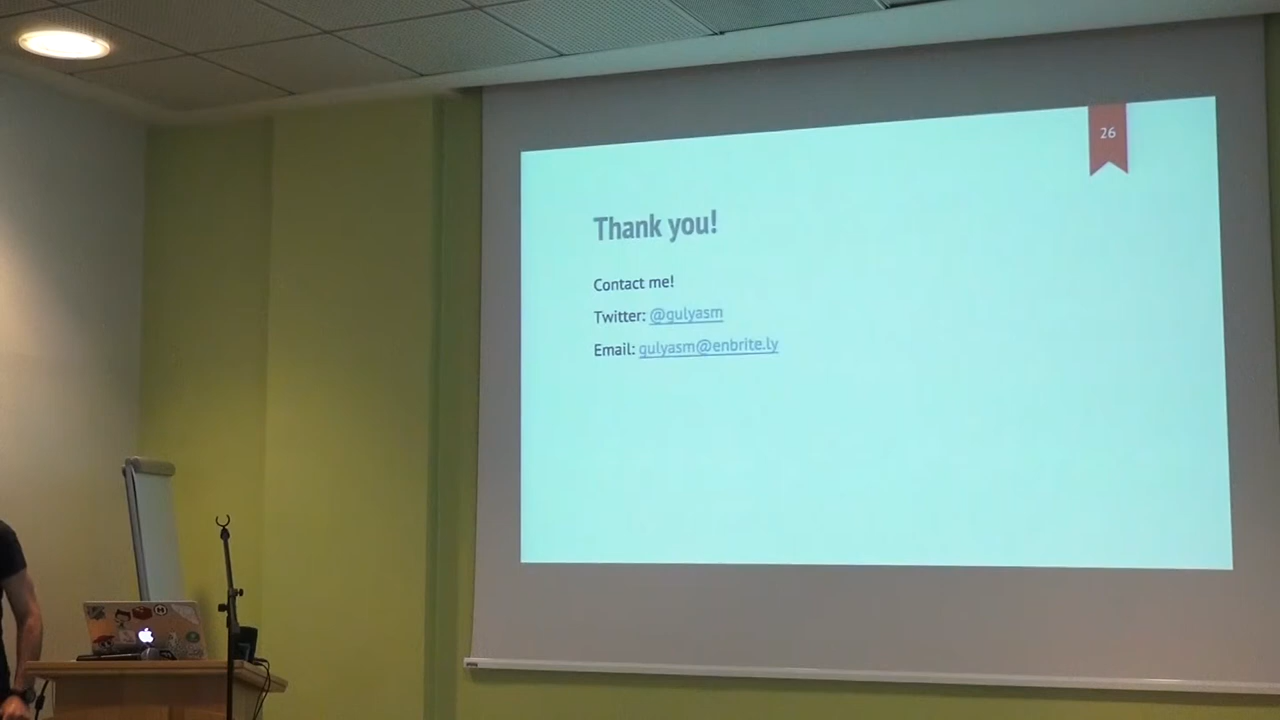 26
Thank you!
Contact me!
Twitter: @gulyasm
Email: gulyasm@enbrite.ly